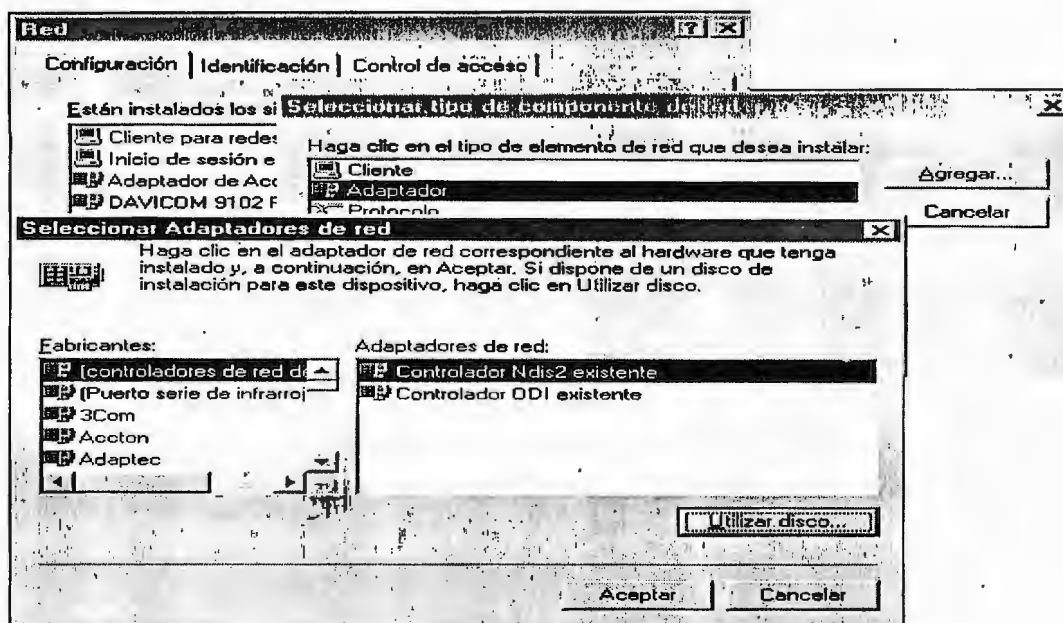 Red
Configuración
Identificación
Control de acceso
Están instalados los si
Cliente para redes
Inicio de sesión e
Adaptador de Acc
DAVICOM 9102 F
Seleccionar tipo de componente de red
Haga clic en el tipo de elemento de red que desea instalar:
Cliente
Adaptador
Protocolo
Agregar...
Cancelar
Seleccionar Adaptadores de red
Haga clic en el adaptador de red correspondiente al hardware que tenga
instalado y, a continuación, en Aceptar. Si dispone de un disco de
instalación para este dispositivo, haga clic en Utilizar disco.
Fabricantes:
(controladores de red de
(Puerto serie de infrarroj
3Com
Accton
Adaptec
Adaptadores de red:
Controlador Ndis2 existente
Controlador ODI existente
Utilizar disco...
Aceptar
Cancelar